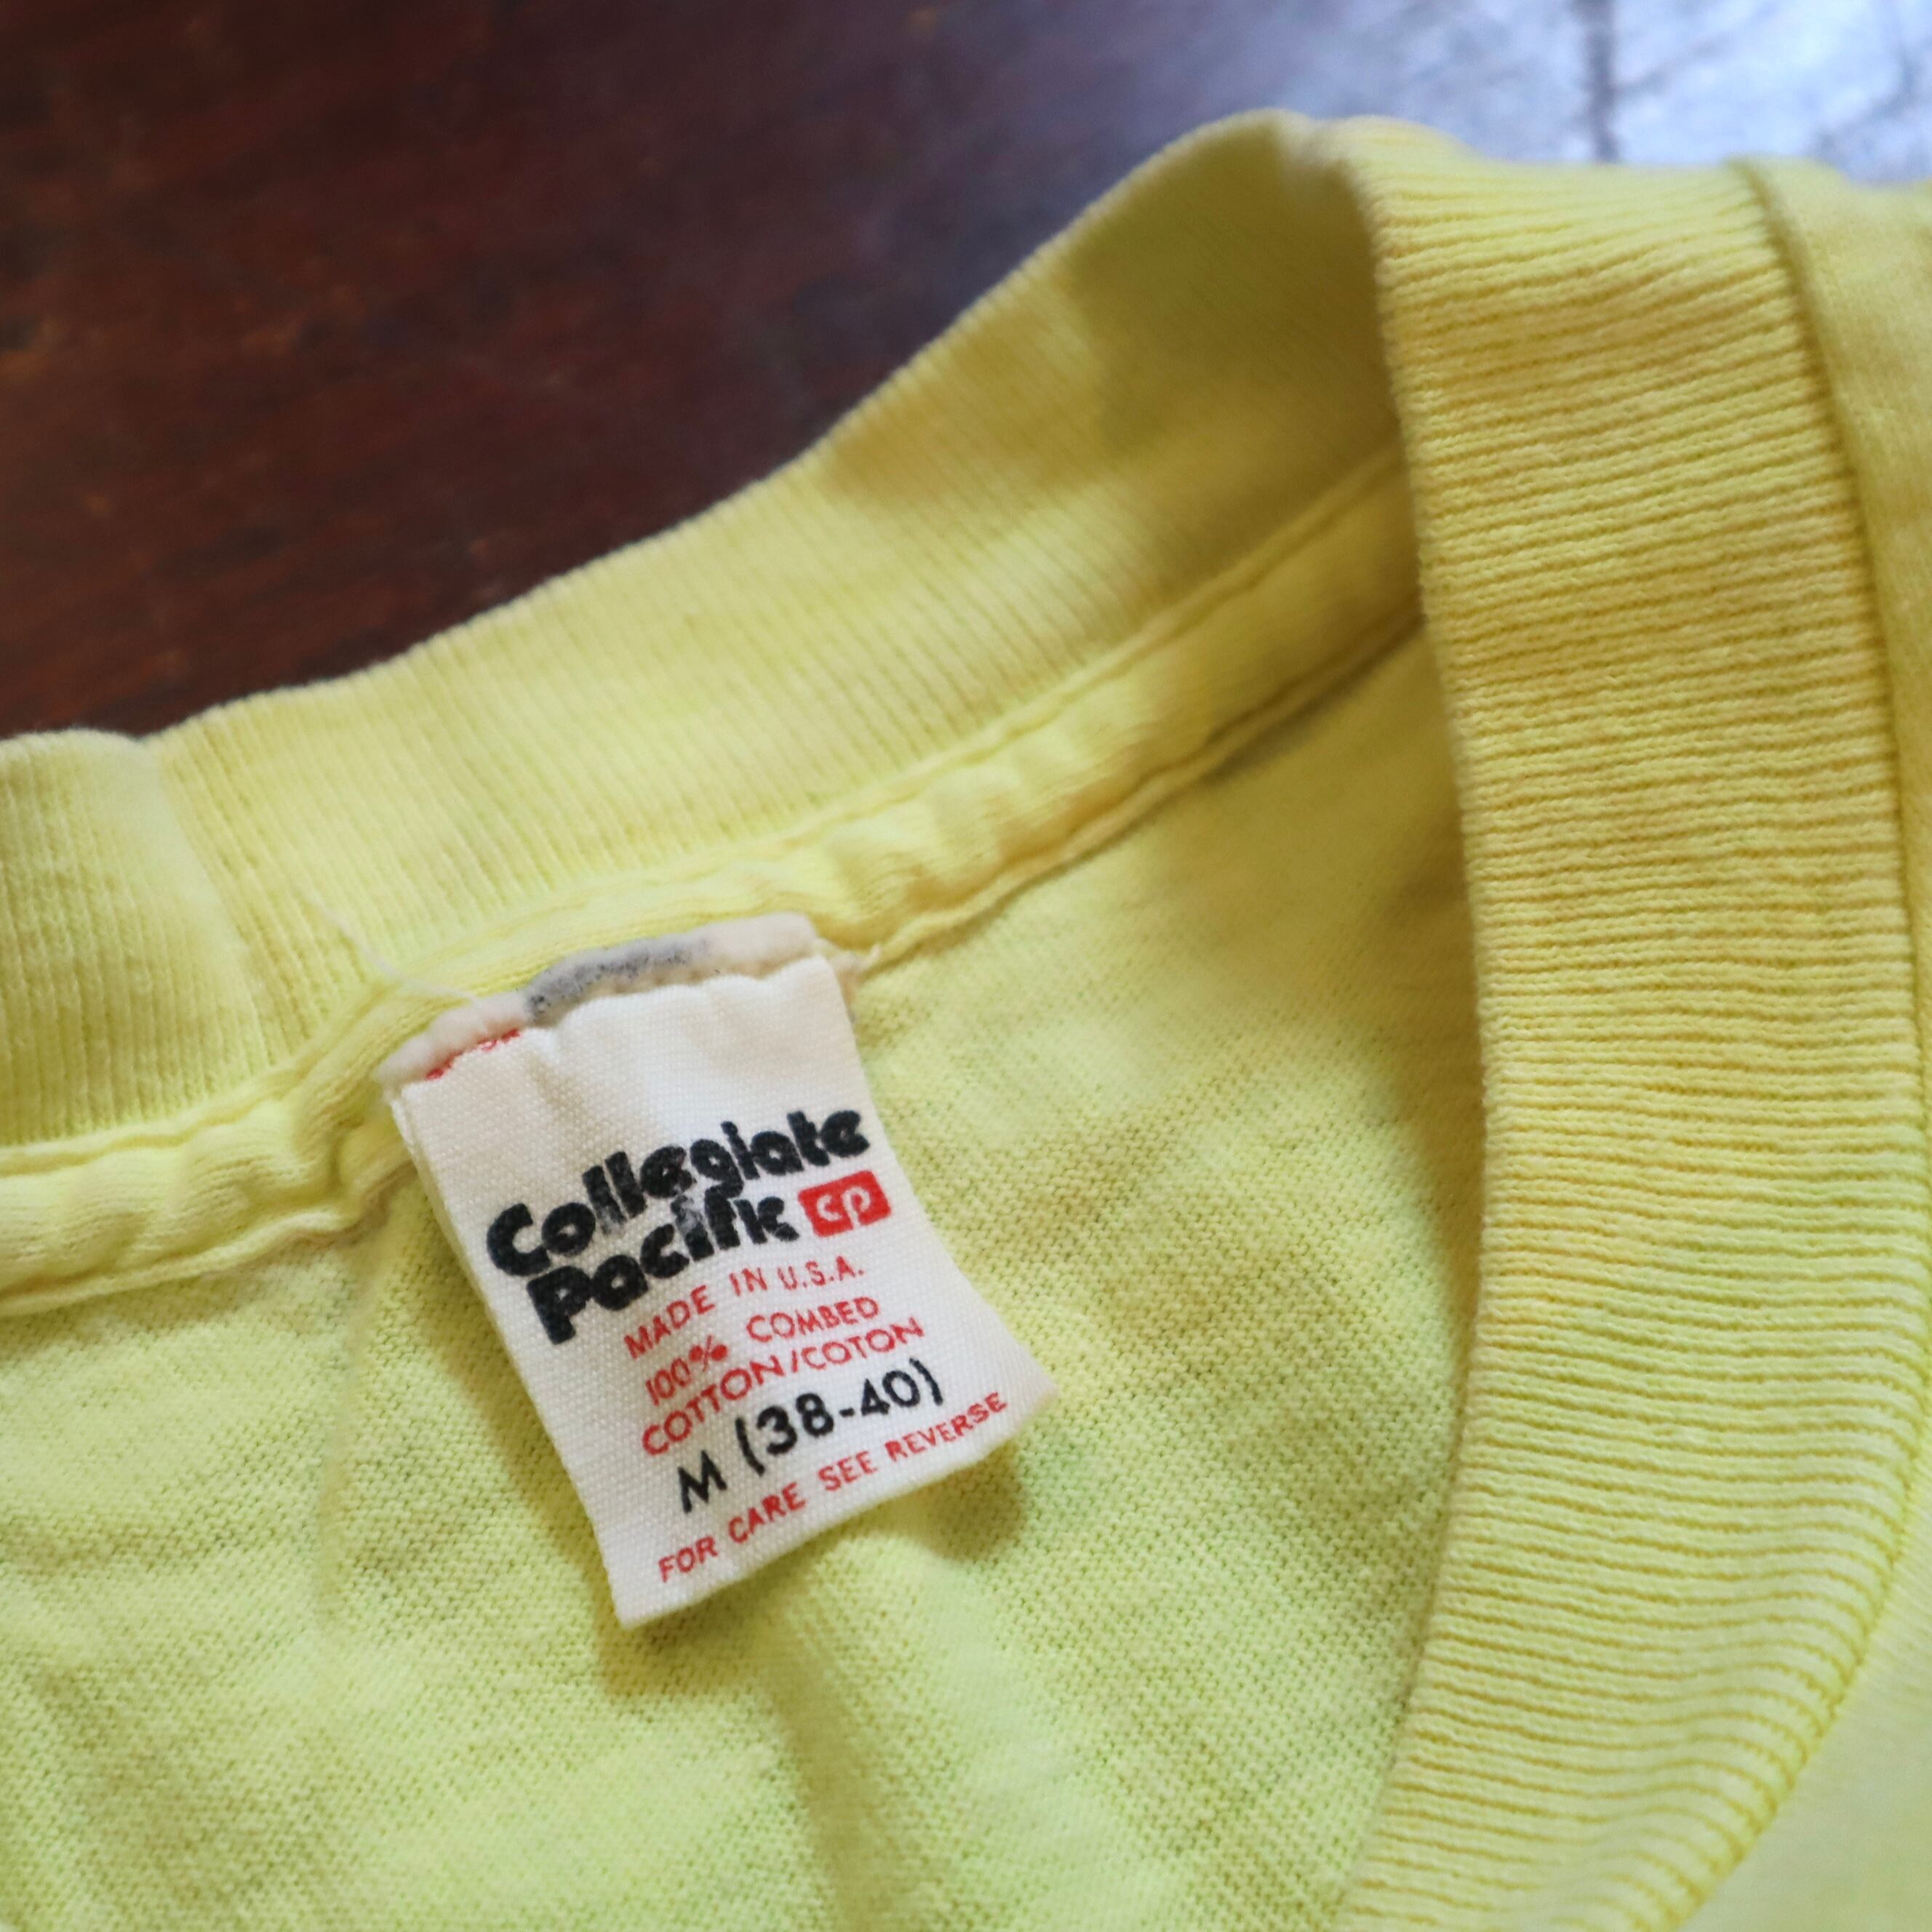 Collegiate
Pacific CP
MADE IN U.S.A.
100% COMBED
COTTON/COTON
M (38-40)
FOR CARE SEE REVERSE